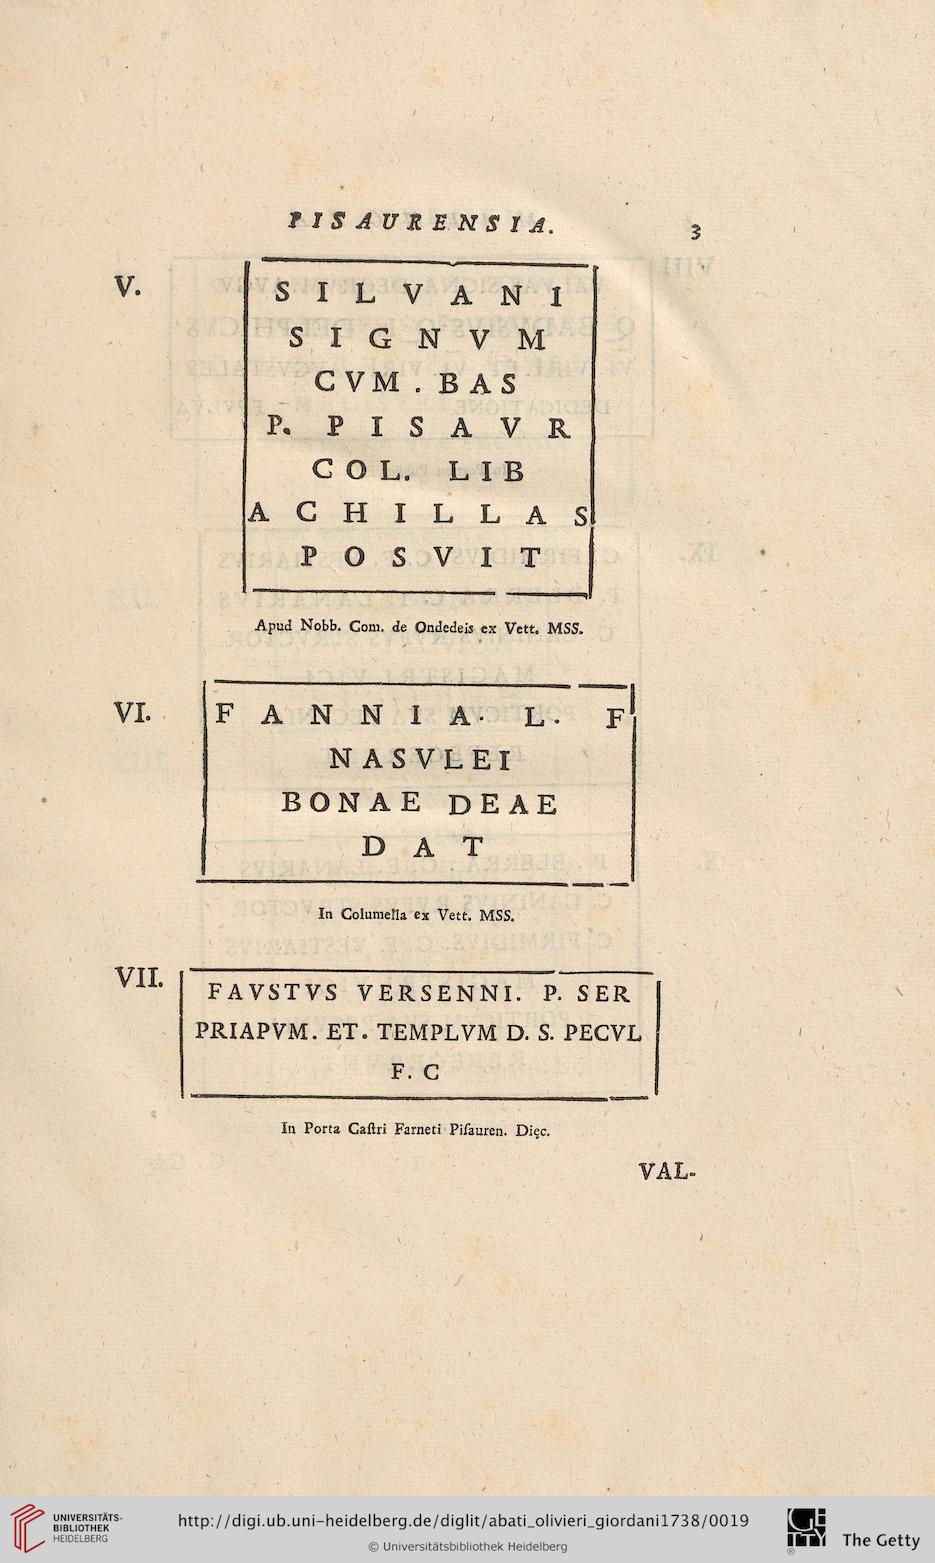 PISAURENSIA.
3
V.
SILVANI
SIGNVM
CVM . BAS
P. PISAVR
COL. LIB
ACHILLAS
POSVIT
Apud Nobb. Com. de Ondedeis ex Vett. MSS.
VI.
FANNIA. L. F
NASVLEI
BONAE DEAE
DAT
In Columella ex Vett. MSS.
VII.
FAVSTVS VERSENNI. P. SER
PRIAPVM. ET. TEMPLVM D. S. PECVL
F. C
In Porta Caſtri Farneti Piſauren. Dięc.
VAL-
UNIVERSITÄTS-
BIBLIOTHEK
HEIDELBERG
http://digi.ub.uni-heidelberg.de/diglit/abati_olivieri_giordani1738/0019
© Universitätsbibliothek Heidelberg
GETTY
®
The Getty